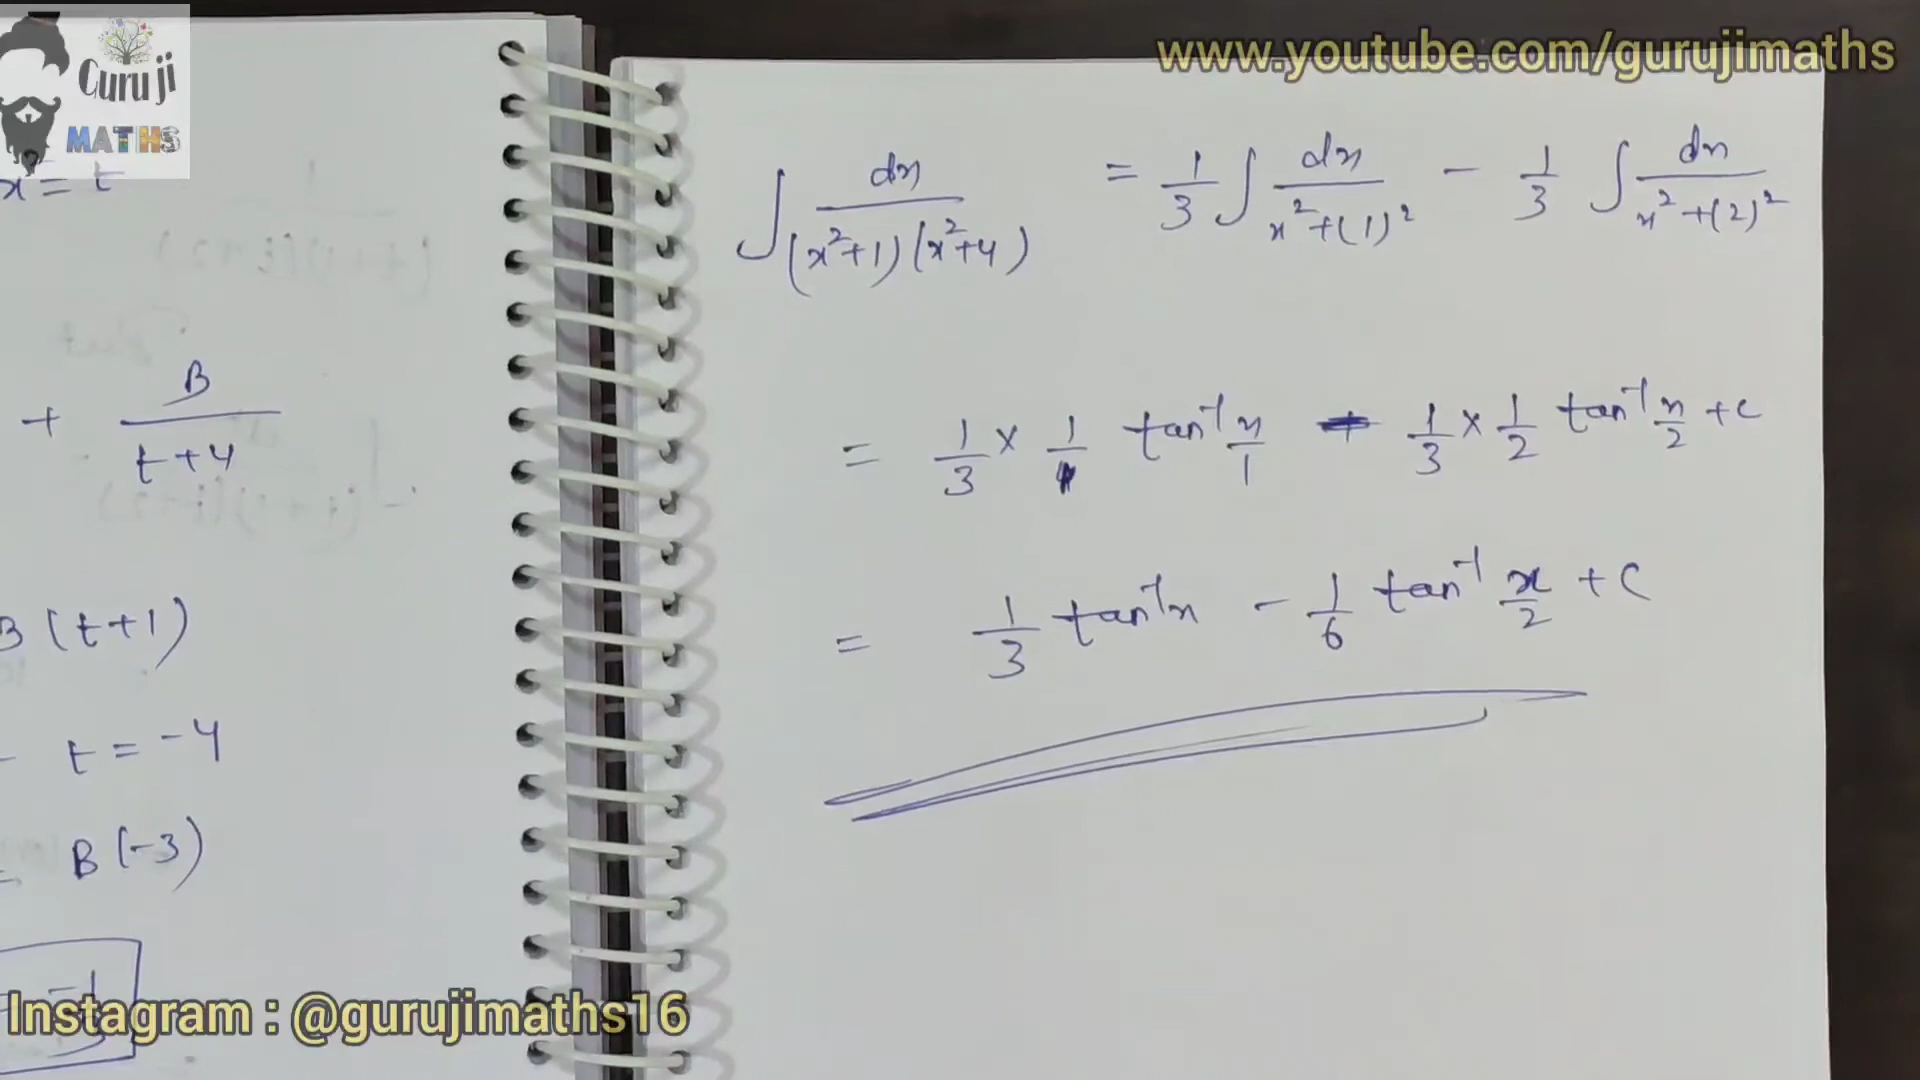 Guru ji
MATHS
www.youtube.com/gurujimaths
x = t
+ B/(t+4)
B (t+1)
- t = -4
= B (-3)
∫ dx/((x²+1)(x²+4)) = 1/3 ∫ dx/(x²+(1)²) - 1/3 ∫ dx/(x²+(2)²)
= 1/3 × 1/1 tan⁻¹ x/1 - 1/3 × 1/2 tan⁻¹ x/2 + c
= 1/3 tan⁻¹x - 1/6 tan⁻¹ x/2 + C
Instagram : @gurujimaths16